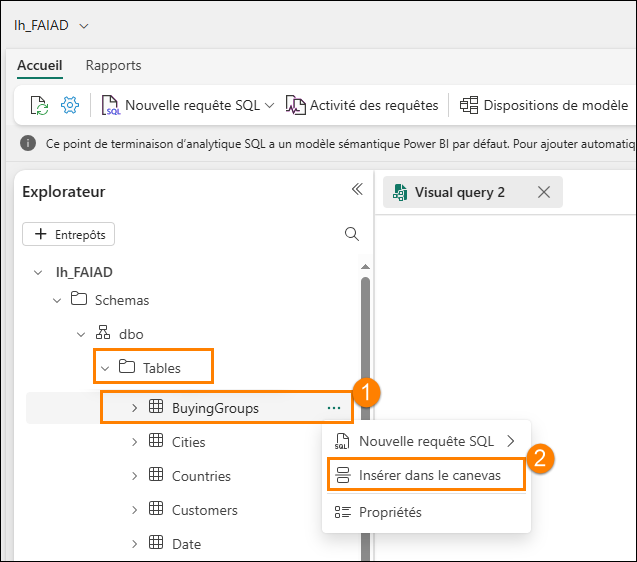 lh_FAIAD
Accueil Rapports
Nouvelle requête SQL Activité des requêtes Dispositions de modèle
Ce point de terminaison d'analytique SQL a un modèle sémantique Power BI par défaut. Pour ajouter automatiq
Explorateur
Visual query 2
+ Entrepôts
lh_FAIAD
Schemas
dbo
Tables
1
BuyingGroups ...
Cities
Countries
Customers
Date
SQL Nouvelle requête SQL
2
Insérer dans le canevas
Propriétés